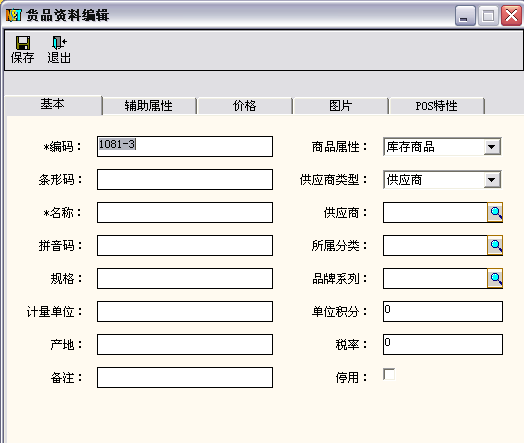 货品资料编辑
保存 退出
基本 辅助属性 价格 图片 POS特性
*编码： 1081-3 商品属性： 库存商品
条形码： 供应商类型： 供应商
*名称： 供应商：
拼音码： 所属分类：
规格： 品牌系列：
计量单位： 单位积分： 0
产地： 税率： 0
备注： 停用：